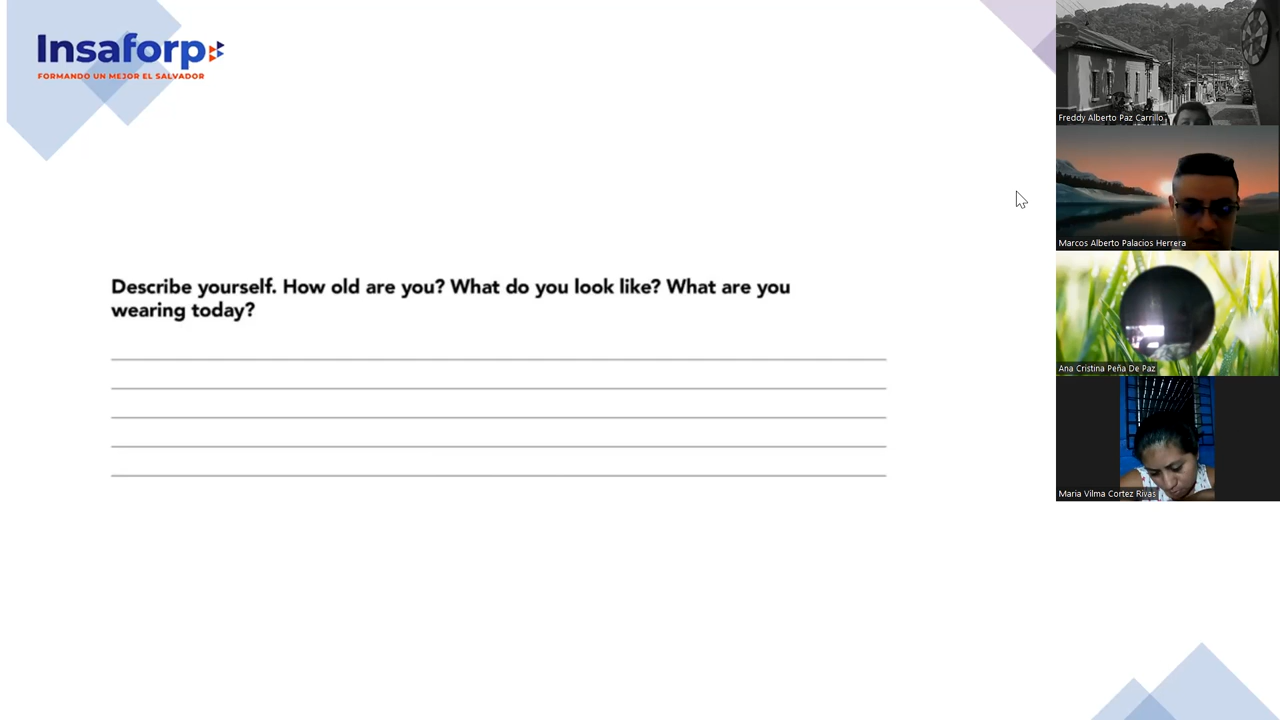 Insaforp
FORMANDO UN MEJOR EL SALVADOR
Describe yourself. How old are you? What do you look like? What are you
wearing today?
Freddy Alberto Paz Carrillo
Marcos Alberto Palacios Herrera
Ana Cristina Peña De Paz
Maria Vilma Cortez Rivas